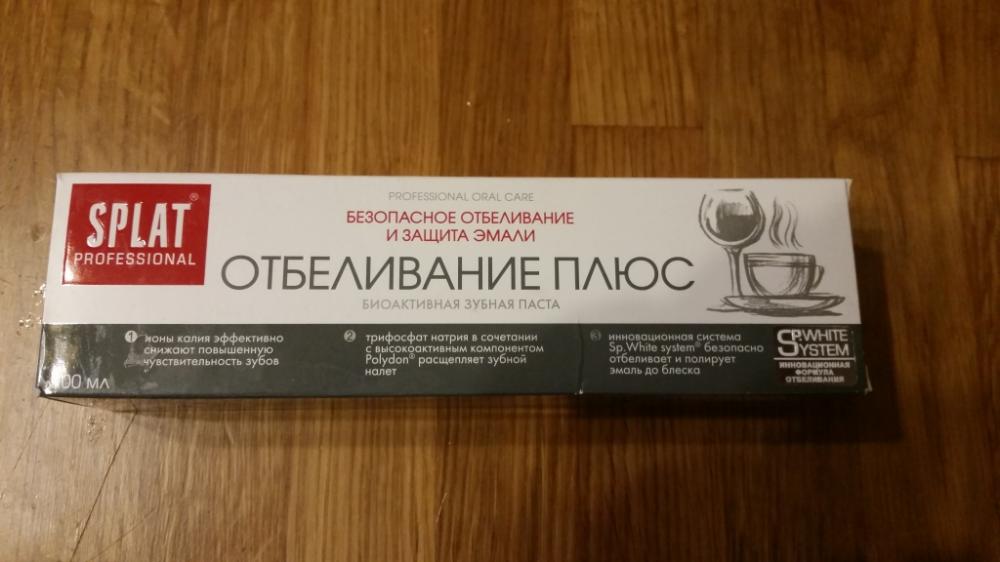 SPLAT®
PROFESSIONAL
PROFESSIONAL ORAL CARE
БЕЗОПАСНОЕ ОТБЕЛИВАНИЕ
И ЗАЩИТА ЭМАЛИ
ОТБЕЛИВАНИЕ ПЛЮС
БИОАКТИВНАЯ ЗУБНАЯ ПАСТА
1 ионы калия эффективно
снижают повышенную
чувствительность зубов
2 трифосфат натрия в сочетании
с высокоактивным компонентом
Polydon® расщепляет зубной
налет
3 инновационная система
Sp.White system® безопасно
отбеливает и полирует
эмаль до блеска
SP.WHITE
SYSTEM
ИННОВАЦИОННАЯ
ФОРМУЛА
ОТБЕЛИВАНИЯ
100 МЛ